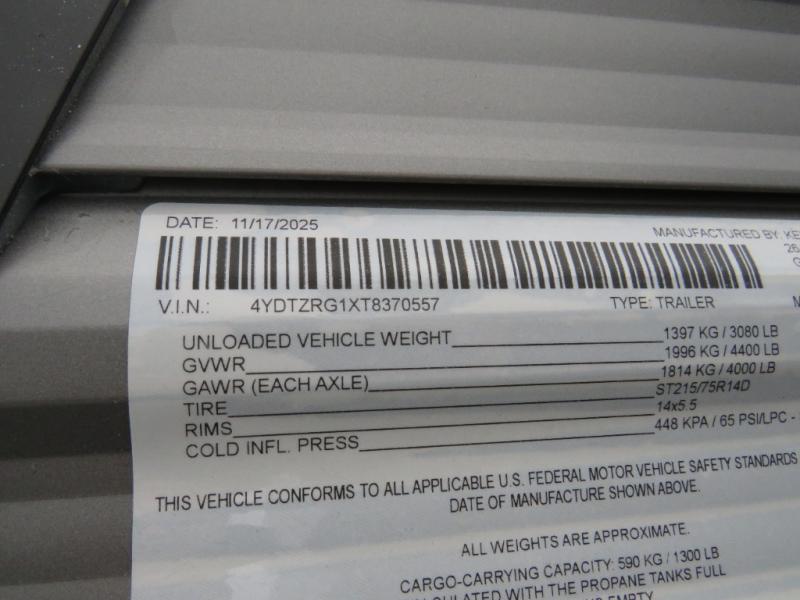 DATE: 11/17/2025
MANUFACTURED BY: KE
26
V.I.N.: 4YDTZRG1XT8370557 TYPE: TRAILER
UNLOADED VEHICLE WEIGHT 1397 KG / 3080 LB
GVWR 1996 KG / 4400 LB
GAWR (EACH AXLE) 1814 KG / 4000 LB
TIRE ST215/75R14D
RIMS 14x5.5
COLD INFL. PRESS 448 KPA / 65 PSI/LPC -
THIS VEHICLE CONFORMS TO ALL APPLICABLE U.S. FEDERAL MOTOR VEHICLE SAFETY STANDARDS
DATE OF MANUFACTURE SHOWN ABOVE.
ALL WEIGHTS ARE APPROXIMATE.
CARGO-CARRYING CAPACITY: 590 KG / 1300 LB
WITH THE PROPANE TANKS FULL
EMPTY